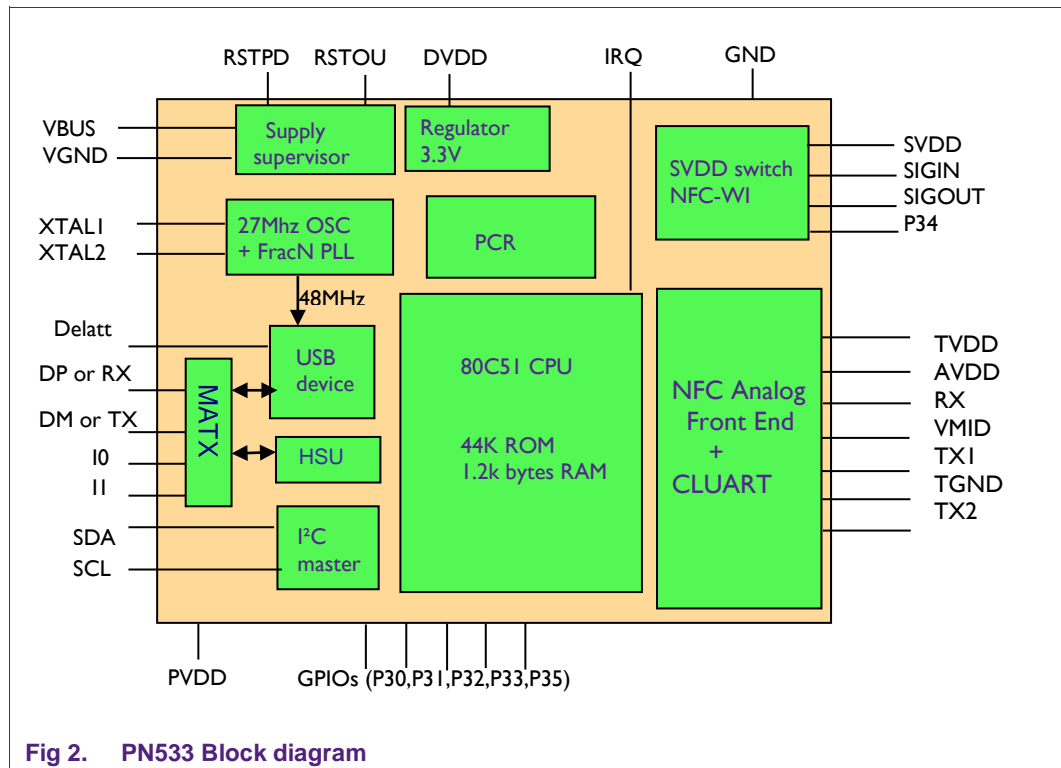 RSTPD
RSTOU
DVDD
IRQ
GND
VBUS
VGND
Supply
supervisor
Regulator
3.3V
SVDD switch
NFC-WI
SVDD
SIGIN
SIGOUT
P34
XTAL1
XTAL2
27Mhz OSC
+ FracN PLL
PCR
48MHz
Delatt
DP or RX
DM or TX
I0
I1
MATX
USB
device
HSU
80C51 CPU
44K ROM
1.2k bytes RAM
NFC Analog
Front End
+
CLUART
TVDD
AVDD
RX
VMID
TX1
TGND
TX2
SDA
SCL
I²C
master
PVDD
GPIOs (P30,P31,P32,P33,P35)
Fig 2. PN533 Block diagram